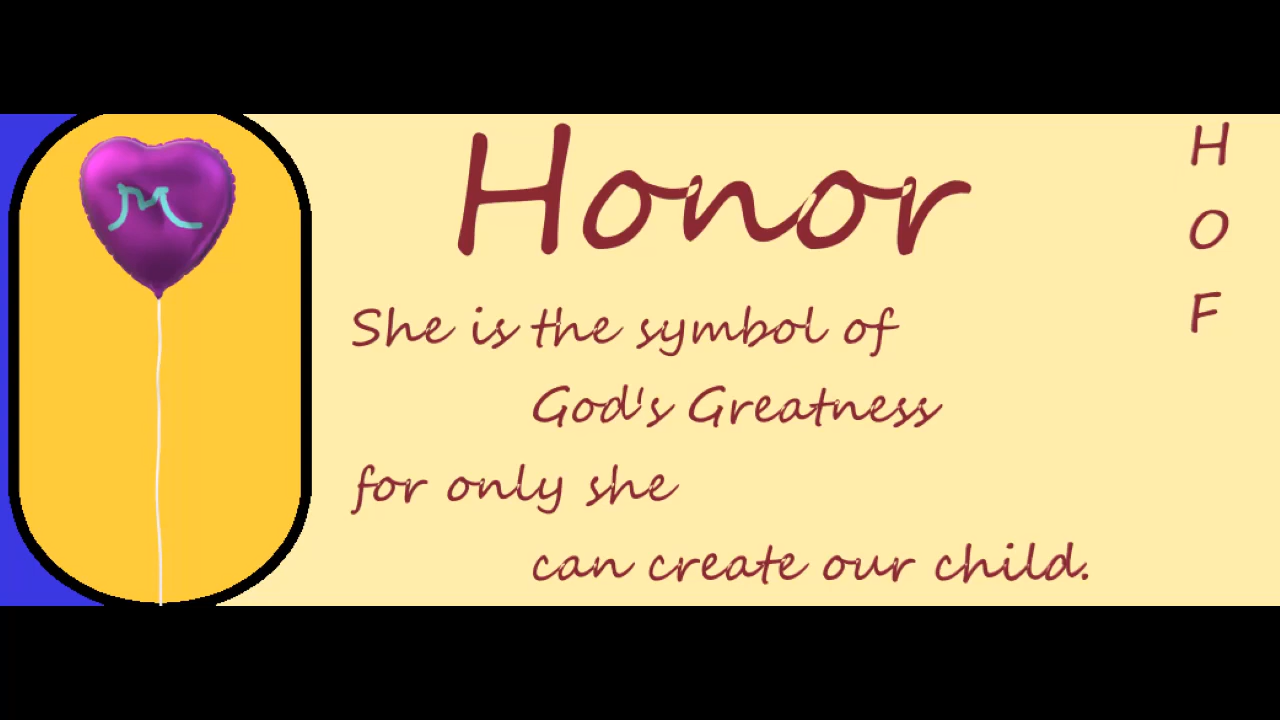 M
Honor
She is the symbol of
God's Greatness
for only she
can create our child.
H
O
F